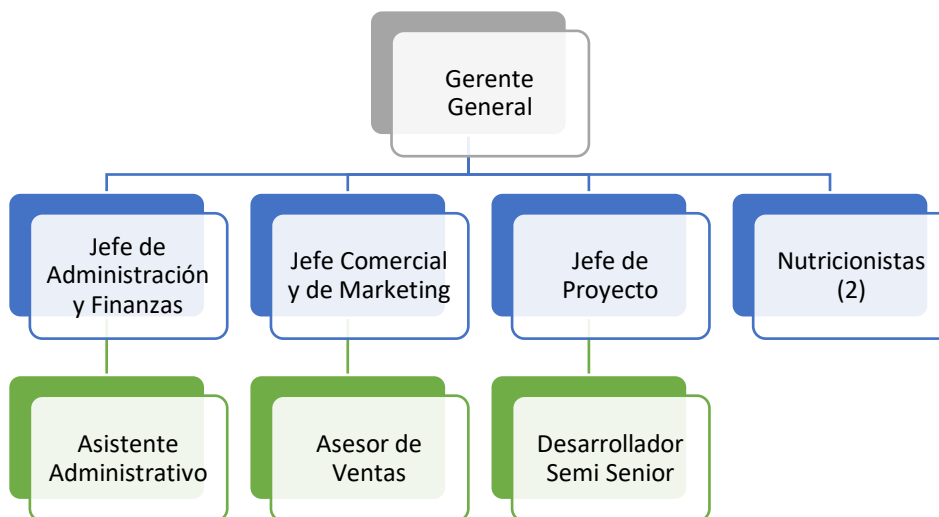 Gerente
General
Jefe de
Administración
y Finanzas
Jefe Comercial
y de Marketing
Jefe de
Proyecto
Nutricionistas
(2)
Asistente
Administrativo
Asesor de
Ventas
Desarrollador
Semi Senior